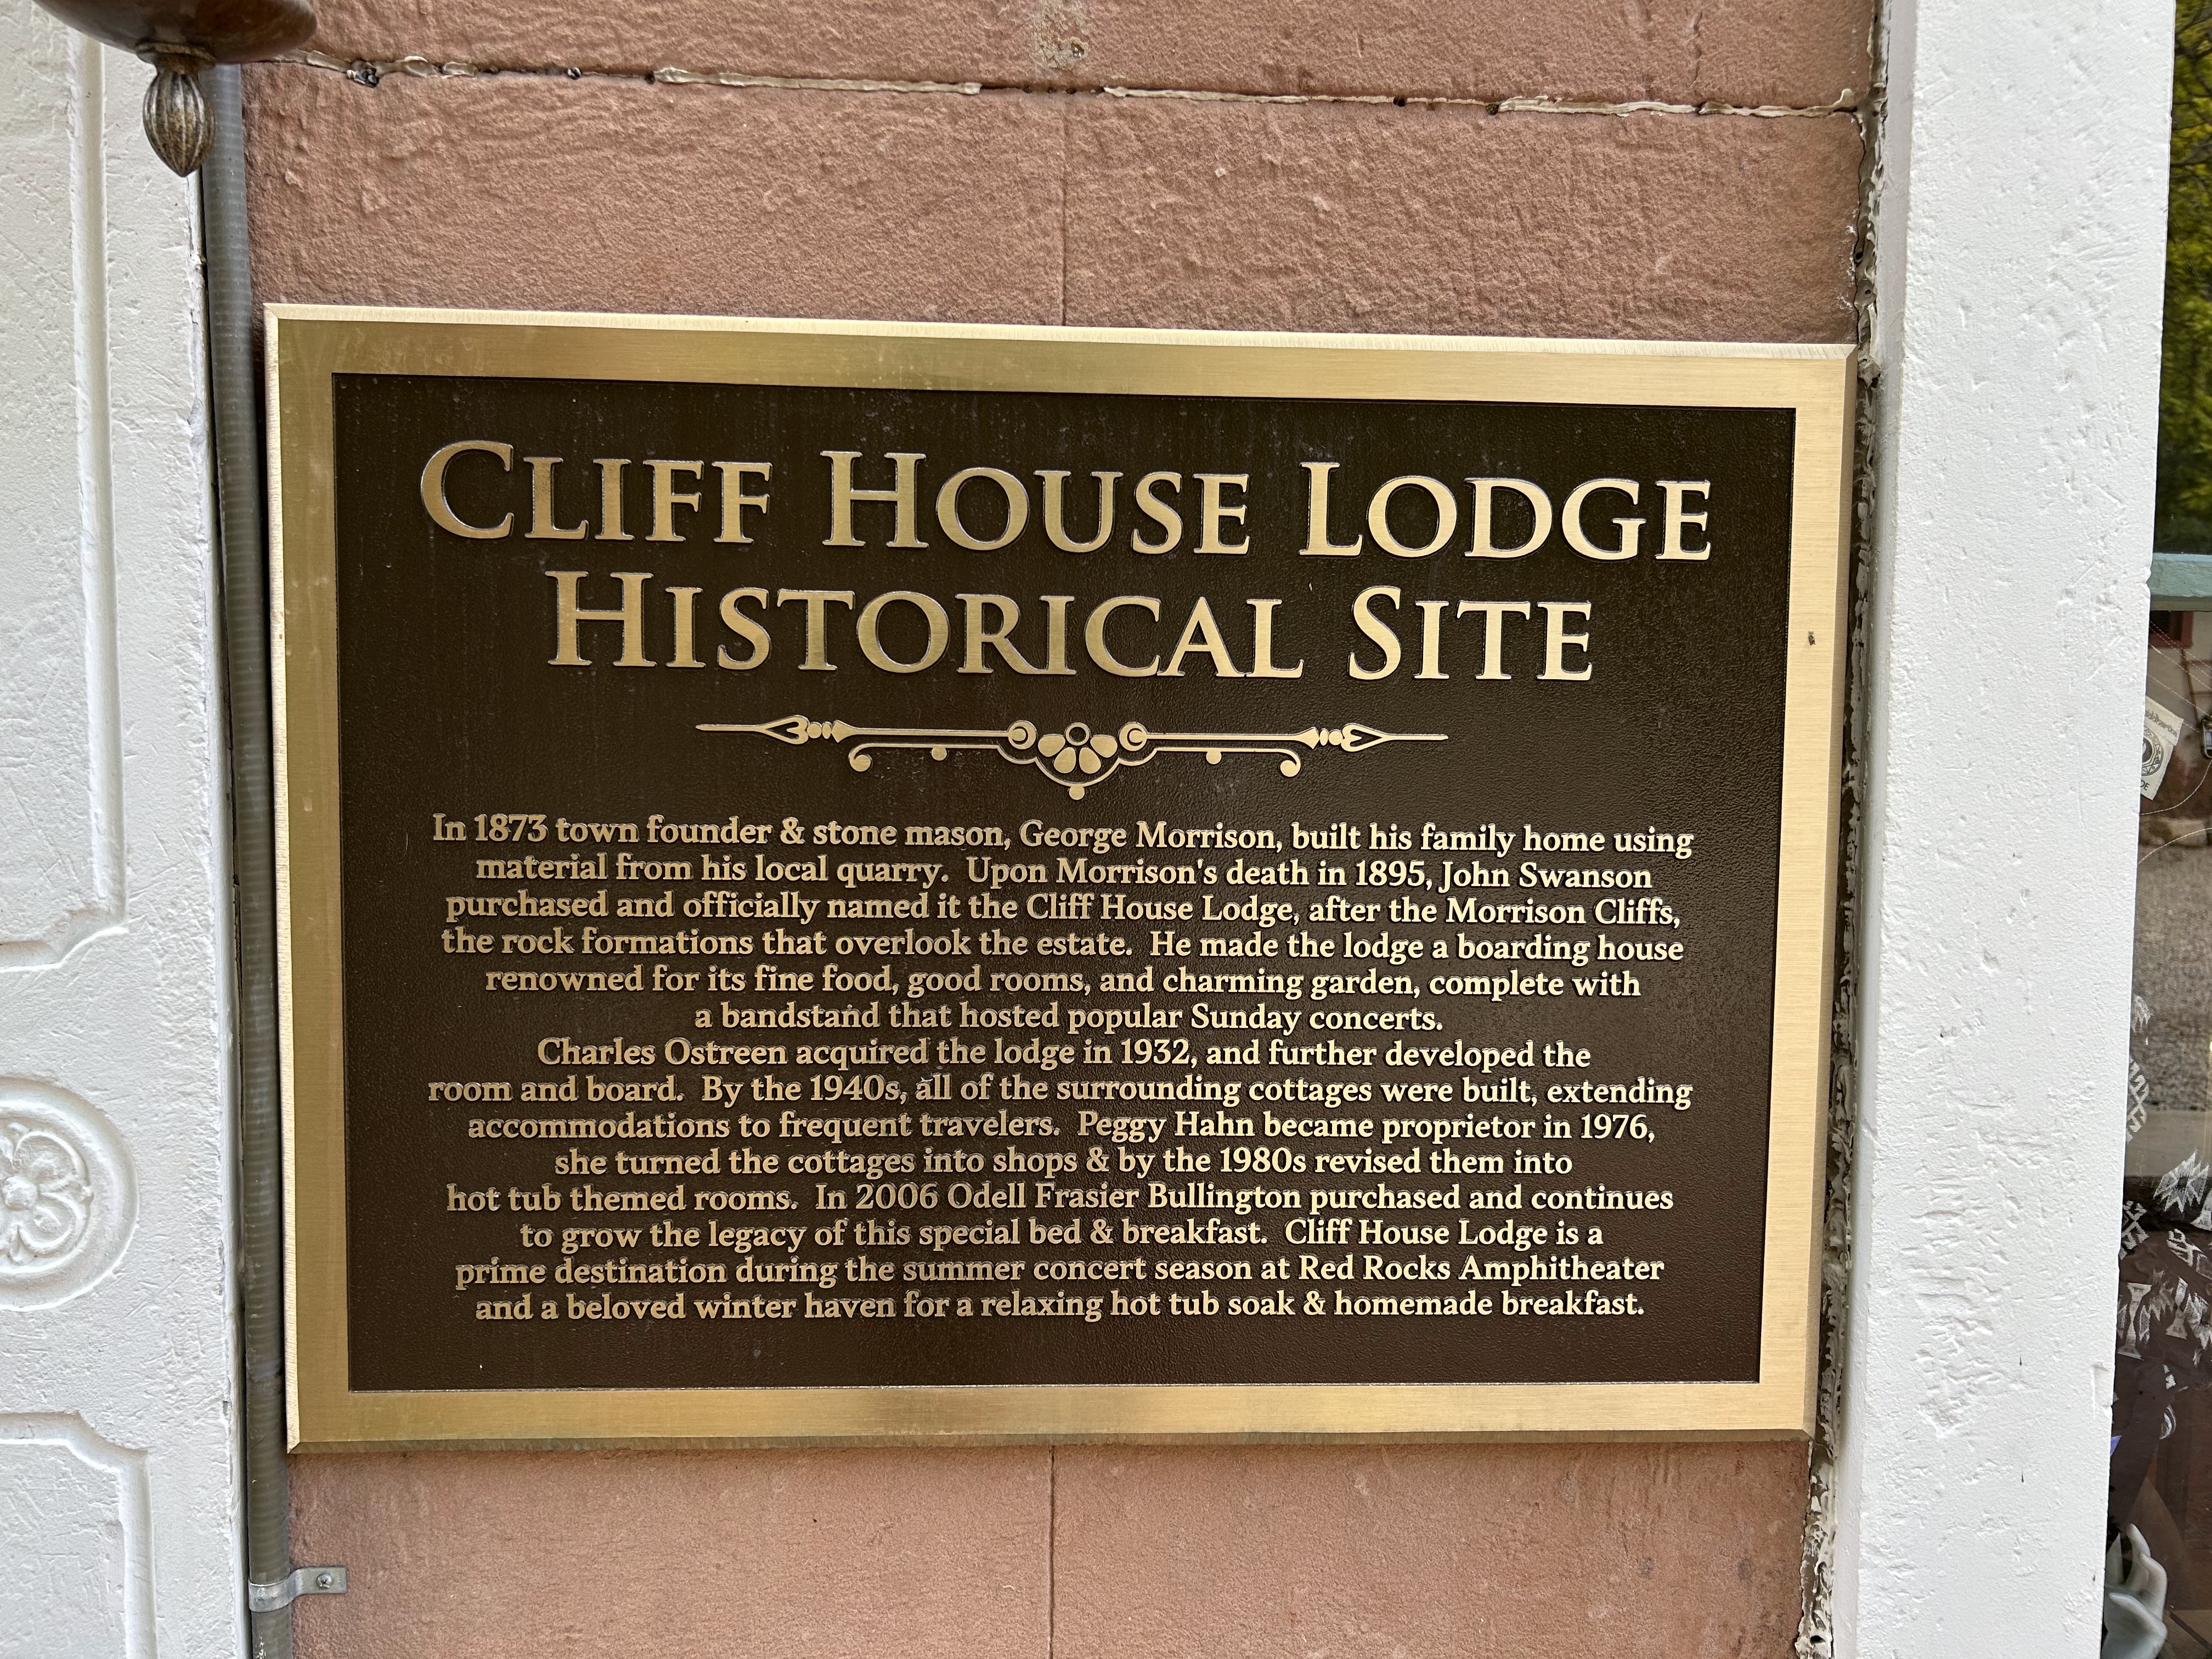 CLIFF HOUSE LODGE
HISTORICAL SITE
In 1873 town founder & stone mason, George Morrison, built his family home using
material from his local quarry. Upon Morrison's death in 1895, John Swanson
purchased and officially named it the Cliff House Lodge, after the Morrison Cliffs,
the rock formations that overlook the estate. He made the lodge a boarding house
renowned for its fine food, good rooms, and charming garden, complete with
a bandstand that hosted popular Sunday concerts.
Charles Ostreen acquired the lodge in 1932, and further developed the
room and board. By the 1940s, all of the surrounding cottages were built, extending
accommodations to frequent travelers. Peggy Hahn became proprietor in 1976,
she turned the cottages into shops & by the 1980s revised them into
hot tub themed rooms. In 2006 Odell Frasier Bullington purchased and continues
to grow the legacy of this special bed & breakfast. Cliff House Lodge is a
prime destination during the summer concert season at Red Rocks Amphitheater
and a beloved winter haven for a relaxing hot tub soak & homemade breakfast.